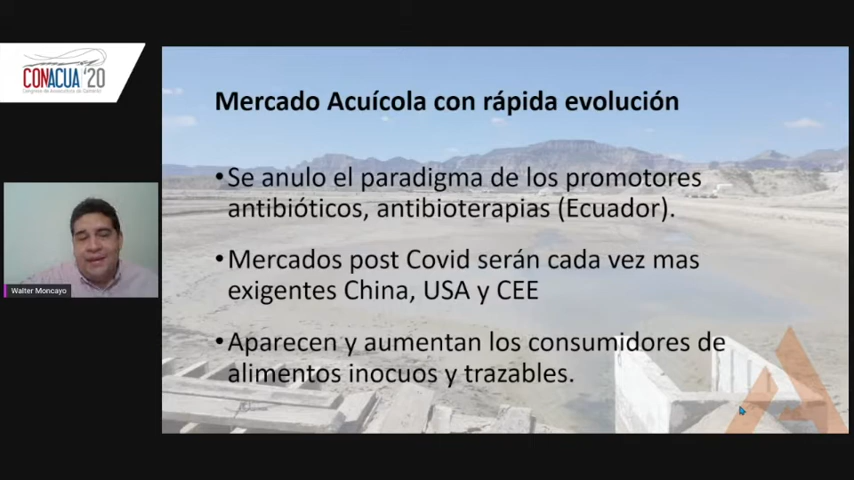 CONACUA '20
Mercado Acuícola con rápida evolución
•Se anulo el paradigma de los promotores
antibióticos, antibioterapias (Ecuador).
•Mercados post Covid serán cada vez mas
exigentes China, USA y CEE
•Aparecen y aumentan los consumidores de
alimentos inocuos y trazables.
Walter Moncayo